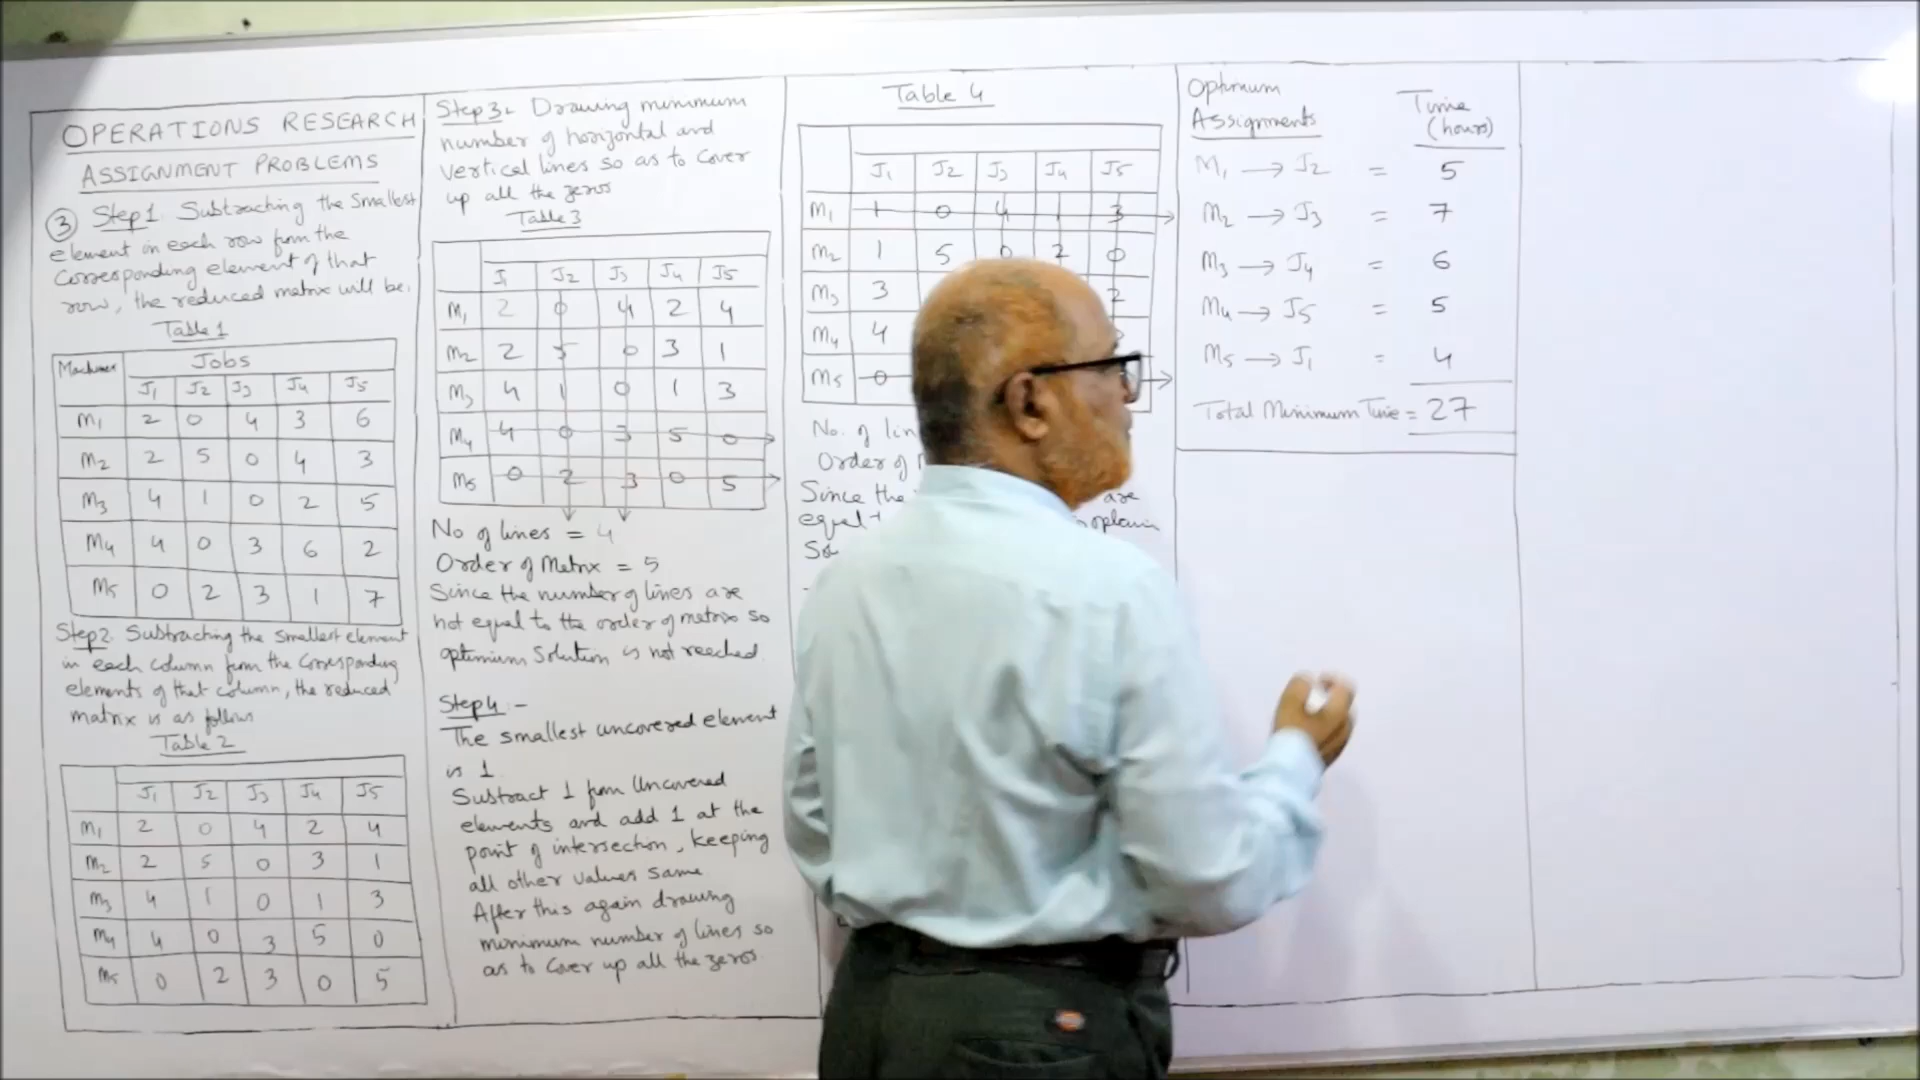 OPERATIONS RESEARCH
ASSIGNMENT PROBLEMS
③ Step1. Subtracting the smallest
element in each row from the
corresponding element of that
row, the reduced matrix will be.
Table 1
Machines Jobs
J1 J2 J3 J4 J5
M1 2 0 4 3 6
M2 2 5 0 4 3
M3 4 1 0 2 5
M4 4 0 3 6 2
M5 0 2 3 1 7
Step2. Subtracting the smallest element
in each column from the corresponding
elements of that column, the reduced
matrix is as follows
Table 2
J1 J2 J3 J4 J5
M1 2 0 4 2 4
M2 2 5 0 3 1
M3 4 1 0 1 3
M4 4 0 3 5 0
M5 0 2 3 0 5
Step 3:- Drawing minimum
number of horizontal and
vertical lines so as to cover
up all the zeros
Table 3
J1 J2 J3 J4 J5
M1 2 0 4 2 4
M2 2 5 0 3 1
M3 4 1 0 1 3
M4 4 0 3 5 0
M5 0 2 3 0 5
No of lines = 4
Order of Matrix = 5
Since the number of lines are
not equal to the order of matrix so
optimum solution is not reached.
Step 4:-
The smallest uncovered element
is 1
Subtract 1 from Uncovered
elements and add 1 at the
point of intersection, keeping
all other values same
After this again drawing
minimum number of lines so
as to cover up all the zeros.
Table 4
J1 J2 J3 J4 J5
M1 1 0 4 1 3
M2 1 5 0 2 0
M3 3 2
M4 4
M5 0
No. of lin
Order of
Since the are
equal
So
Optimum
Assignments
Time
(hours)
M1 → J2 = 5
M2 → J3 = 7
M3 → J4 = 6
M4 → J5 = 5
M5 → J1 = 4
Total Minimum Time = 27